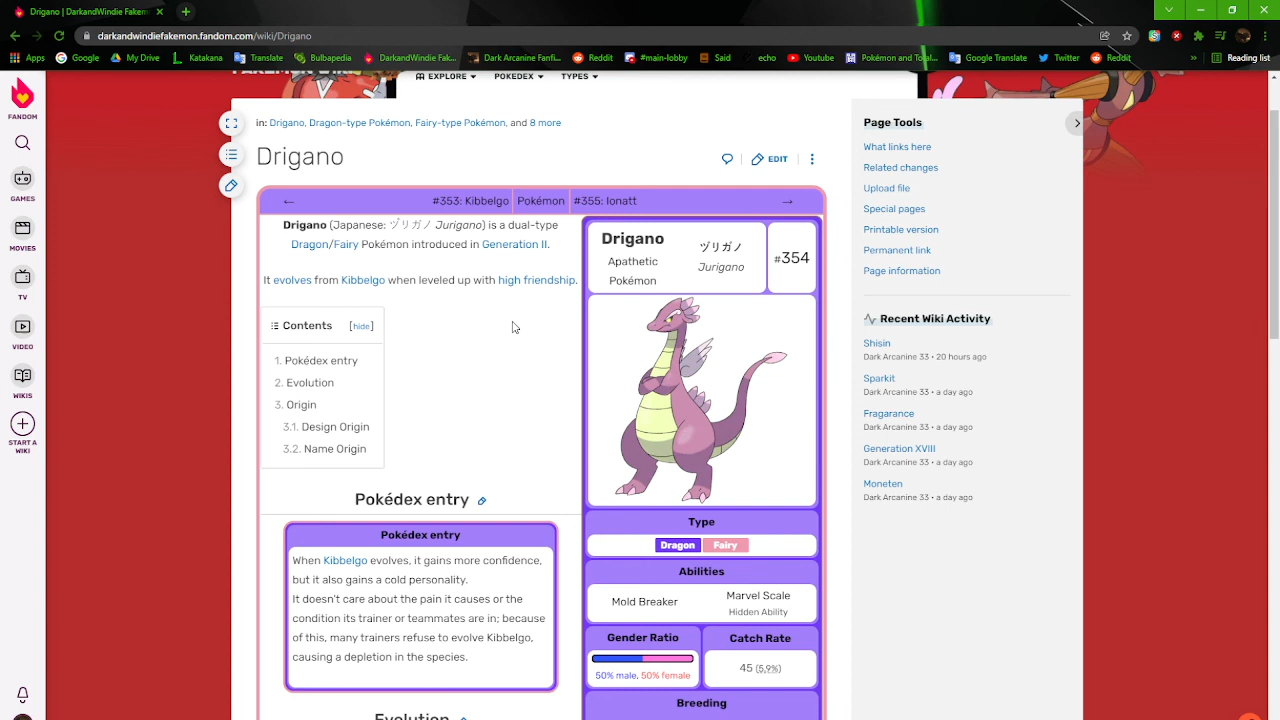 Drigano | DarkandWindie Fakem
darkandwindiefakemon.fandom.com/wiki/Drigano
Apps Google My Drive Katakana Translate Bulbapedia DarkandWindie Fak... Dark Arcanine Fanfi... Reddit #main-lobby Said echo YouTube Pokémon and Total... Google Translate Twitter Reddit » Reading list
EXPLORE POKEDEX TYPES
FANDOM
GAMES
MOVIES
TV
VIDEO
WIKIS
START A
WIKI
in: Drigano, Dragon-type Pokémon, Fairy-type Pokémon, and 8 more
Drigano
EDIT
← #353: Kibbelgo Pokémon #355: Ionatt →
Drigano (Japanese: ヅリガノ Jurigano) is a dual-type
Dragon/Fairy Pokémon introduced in Generation II.
It evolves from Kibbelgo when leveled up with high friendship.
Contents [hide]
1. Pokédex entry
2. Evolution
3. Origin
3.1. Design Origin
3.2. Name Origin
Pokédex entry
Pokédex entry
When Kibbelgo evolves, it gains more confidence,
but it also gains a cold personality.
It doesn't care about the pain it causes or the
condition its trainer or teammates are in; because
of this, many trainers refuse to evolve Kibbelgo,
causing a depletion in the species.
Evolution
Drigano
Apathetic
Pokémon
ヅリガノ
Jurigano
#354
Type
Dragon Fairy
Abilities
Mold Breaker
Marvel Scale
Hidden Ability
Gender Ratio
50% male, 50% female
Catch Rate
45 (5.9%)
Breeding
Page Tools
What links here
Related changes
Upload file
Special pages
Printable version
Permanent link
Page information
Recent Wiki Activity
Shisin
Dark Arcanine 33 • 20 hours ago
Sparkit
Dark Arcanine 33 • a day ago
Fragarance
Dark Arcanine 33 • a day ago
Generation XVIII
Dark Arcanine 33 • a day ago
Moneten
Dark Arcanine 33 • a day ago